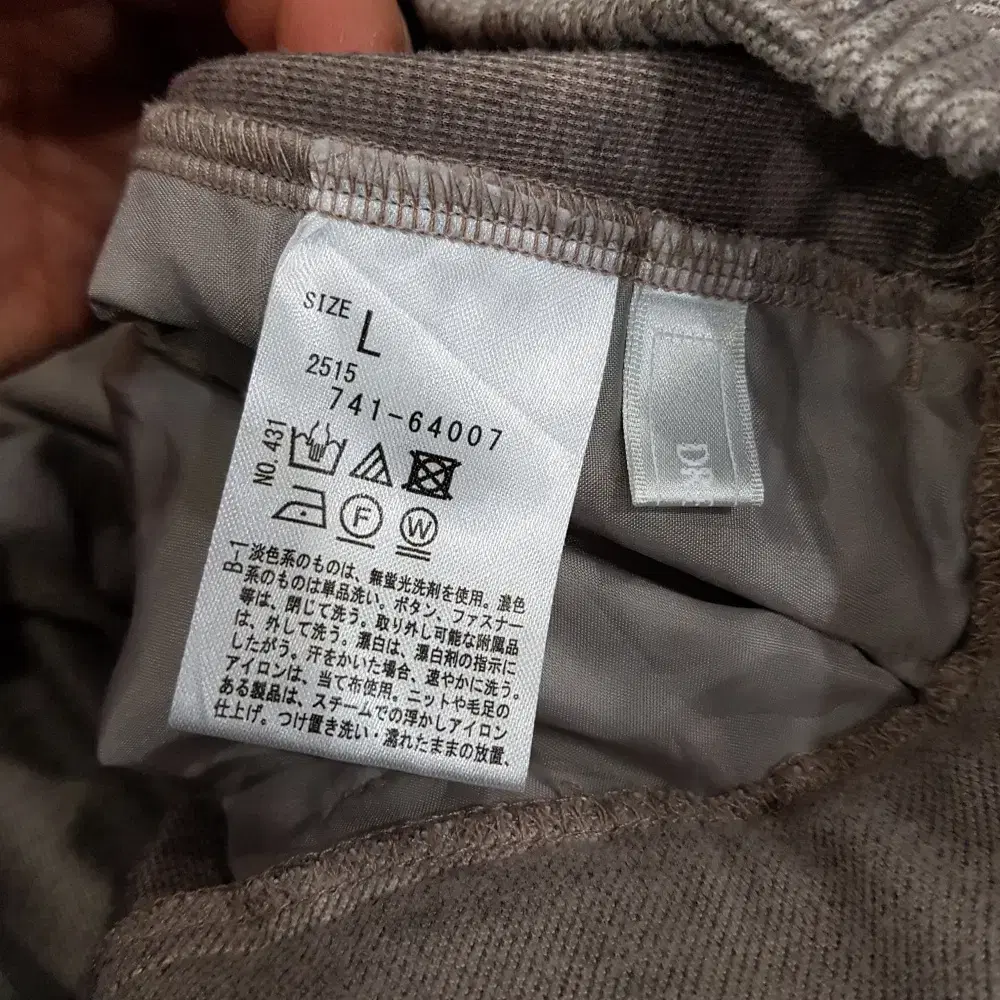 SIZE L
2515
741-64007
NO.431
F W
B-1
淡色系のものは、無蛍光洗剤を使用。濃色
系のものは単品洗い。ボタン、ファスナー
等は、閉じて洗う。取り外し可能な附属品
は、外して洗う。漂白は、漂白剤の指示に
したがう。汗をかいた場合、速やかに洗う。
アイロンは、当て布使用。ニットや毛足の
ある製品は、スチームでの浮かしアイロン
仕上げ。つけ置き洗い・濡れたままの放置、